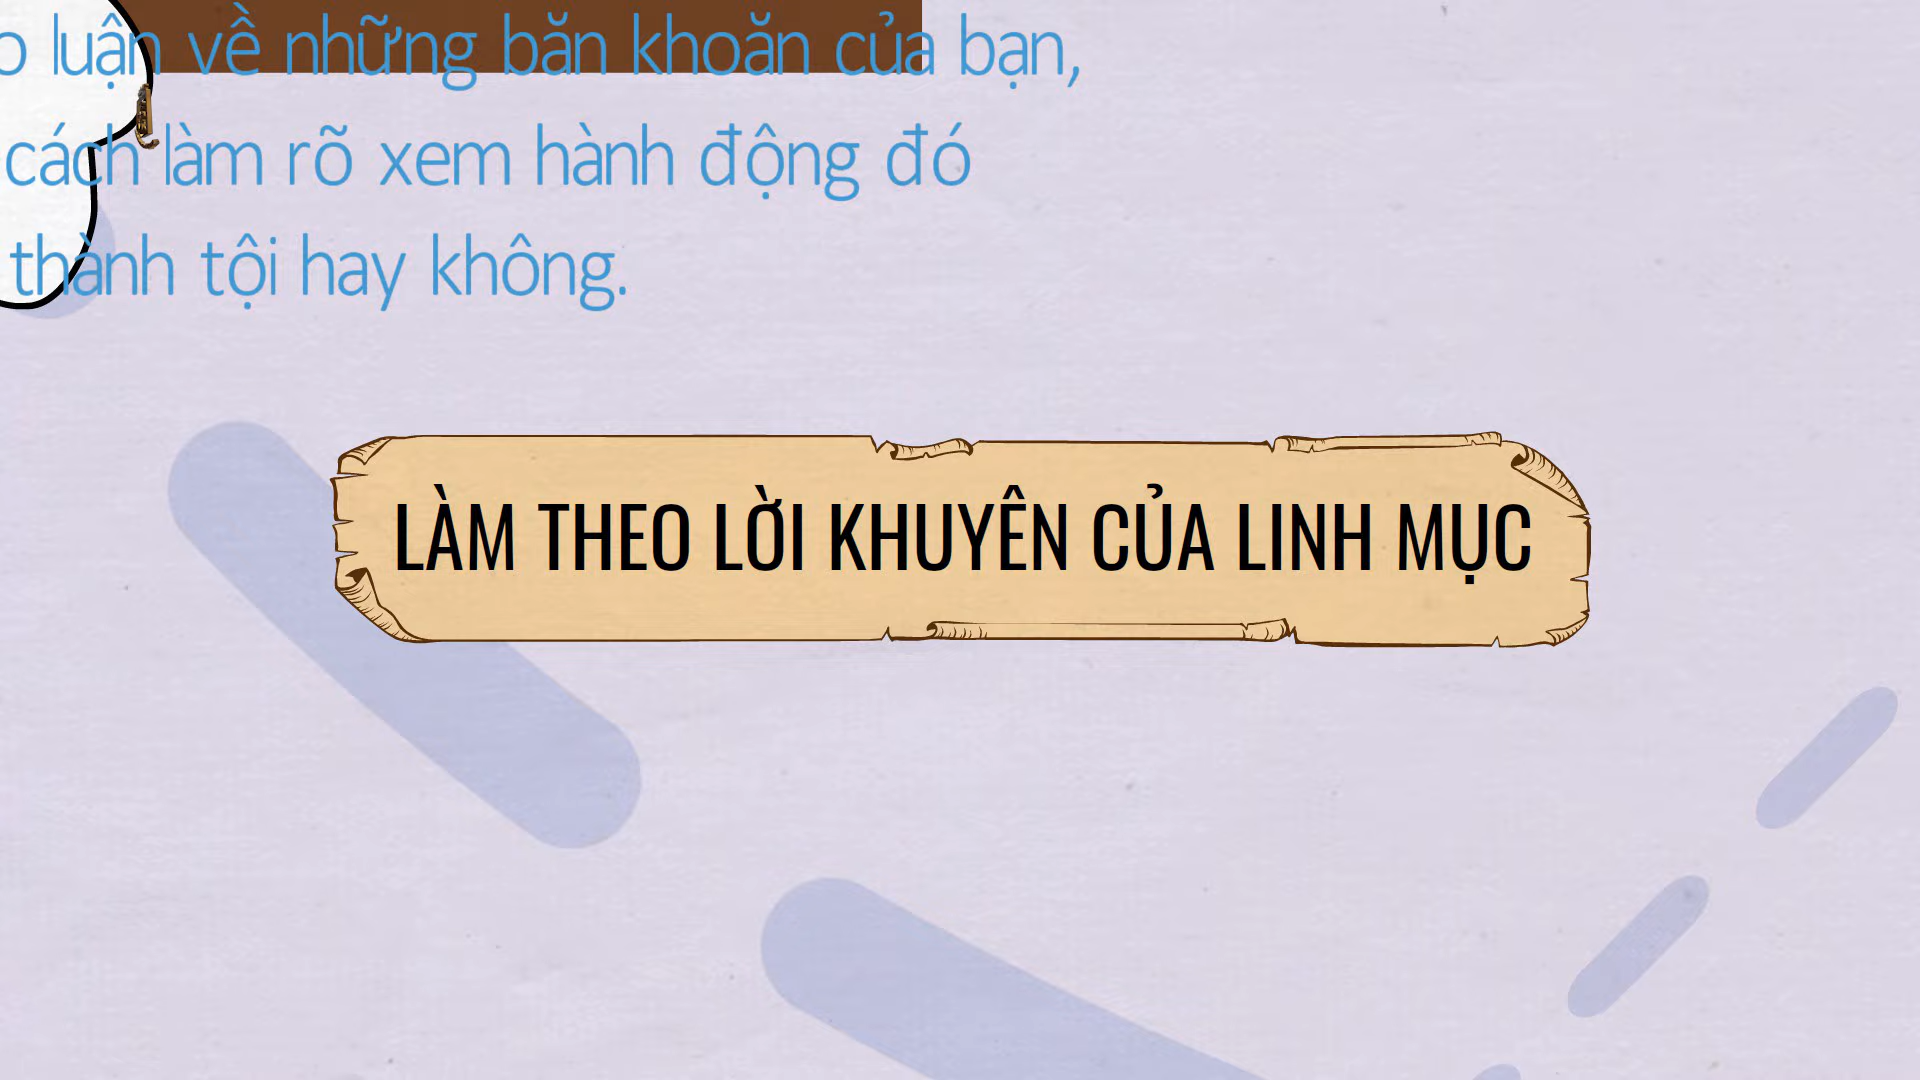 luận về những băn khoăn của bạn,
cách làm rõ xem hành động đó
thành tội hay không.
LÀM THEO LỜI KHUYÊN CỦA LINH MỤC